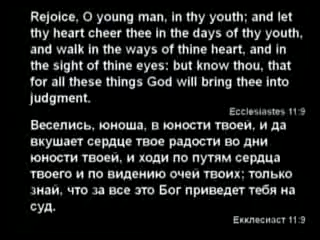 Rejoice, O young man, in thy youth; and let
thy heart cheer thee in the days of thy youth,
and walk in the ways of thine heart, and in
the sight of thine eyes: but know thou, that
for all these things God will bring thee into
judgment.
Ecclesiastes 11:9
Веселись, юноша, в юности твоей, и да
вкушает сердце твое радости во дни
юности твоей, и ходи по путям сердца
твоего и по видению очей твоих; только
знай, что за все это Бог приведет тебя на
суд.
Екклесиаст 11:9